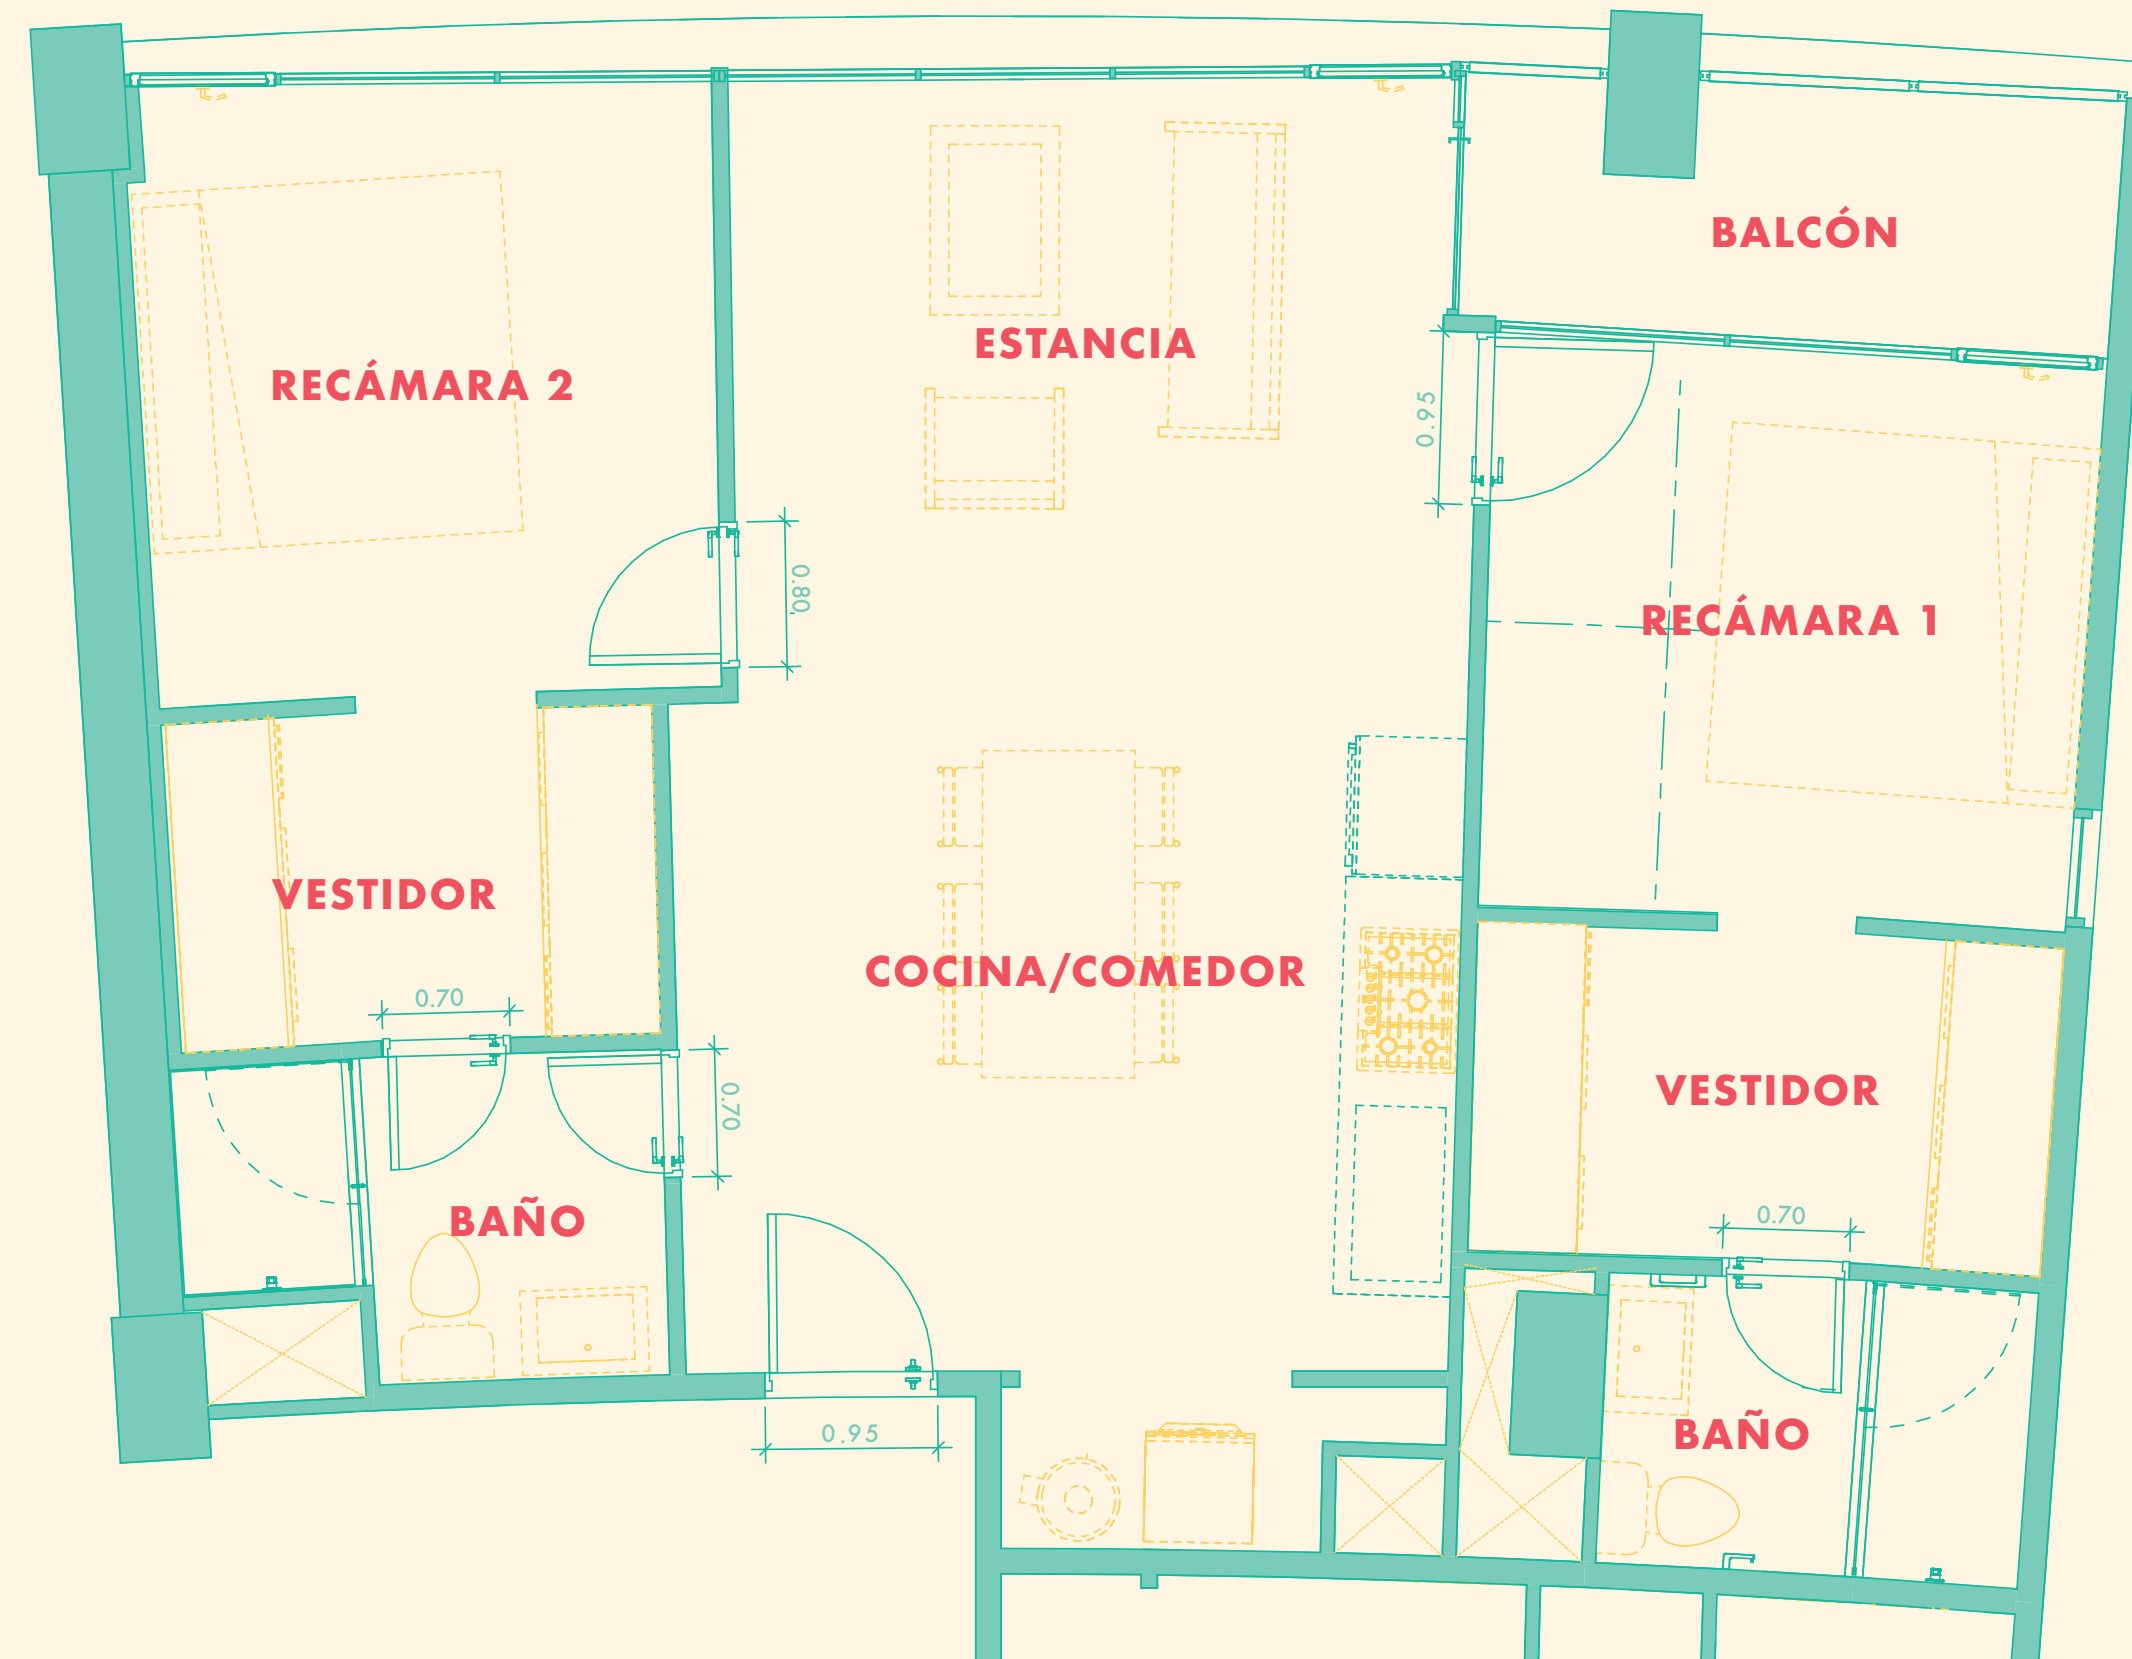 BALCÓN
ESTANCIA
RECÁMARA 2
0.95
0.80
RECÁMARA 1
VESTIDOR
COCINA/COMEDOR
0.70
VESTIDOR
0.70
BAÑO
0.70
0.95
BAÑO